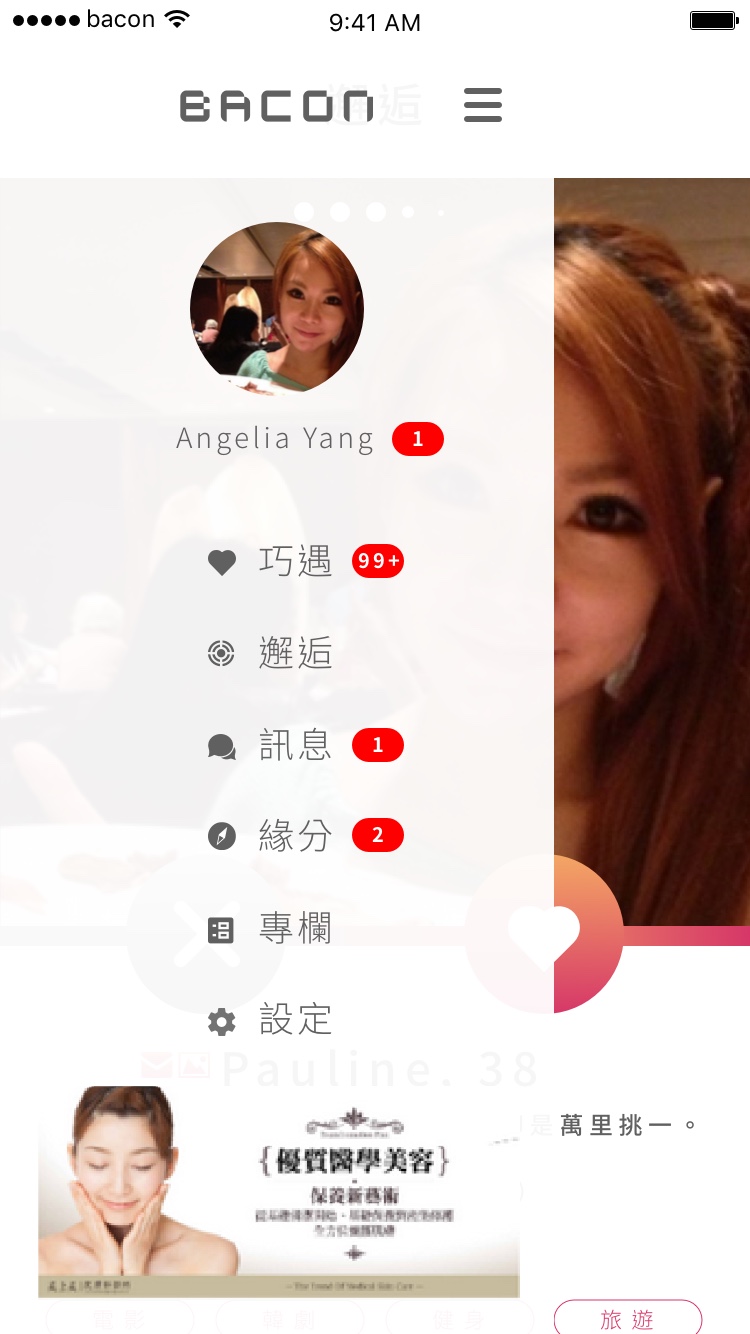 bacon
9:41 AM
BACON
邂逅
Angelia Yang 1
巧遇 99+
邂逅
訊息 1
緣分 2
專欄
設定
Pauline. 38
是萬里挑一。
{優質醫學美容}
保養新藝術
The Trend Of Medical Skin Care
電影 韓劇 健身 旅遊